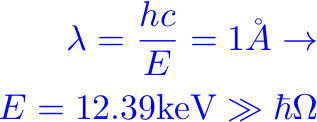 λ = hc/E = 1Å →
E = 12.39keV ≫ ℏΩ